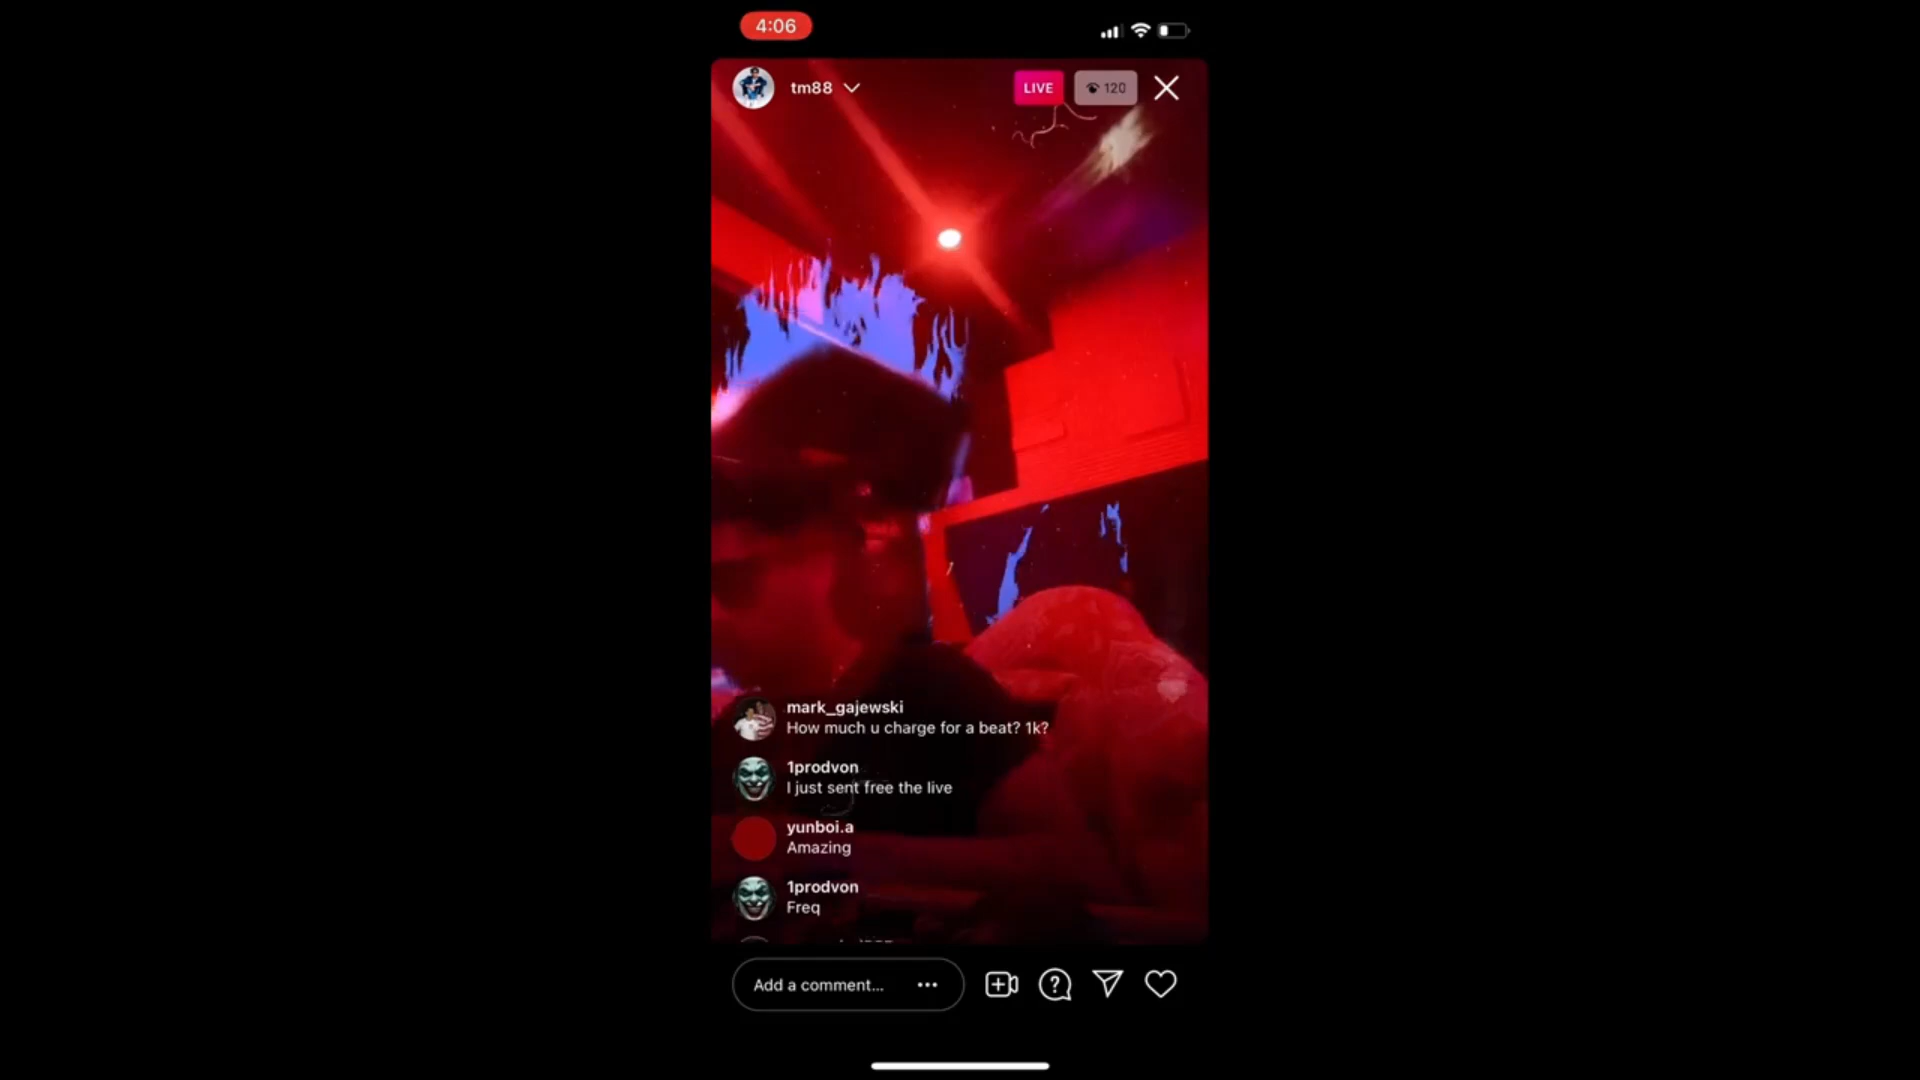 4:06
tm88
LIVE
120
mark_gajewski
How much u charge for a beat? 1k?
1prodvon
I just sent free the live
yunboi.a
Amazing
1prodvon
Freq
Add a comment...